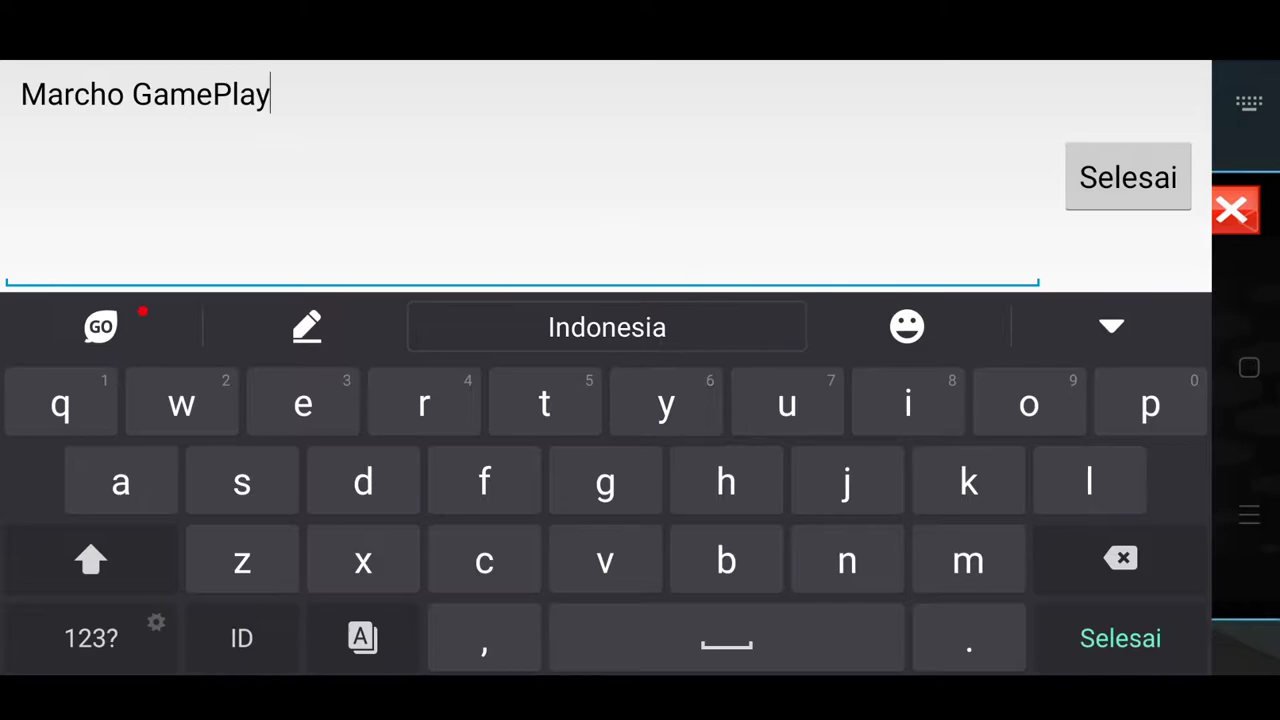 Marcho GamePlay
Selesai
GO
Indonesia
q 1 w 2 e 3 r 4 t 5 y 6 u 7 i 8 o 9 p 0
a s d f g h j k l
z x c v b n m
123? ID A , . Selesai